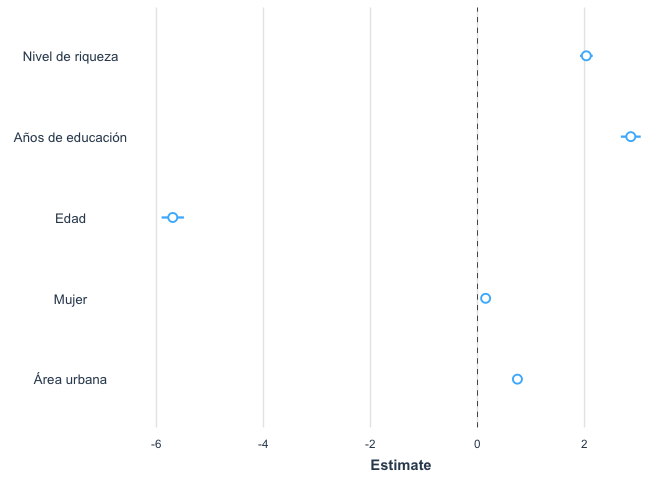 Nivel de riqueza
Años de educación
Edad
Mujer
Área urbana
-6 -4 -2 0 2
Estimate